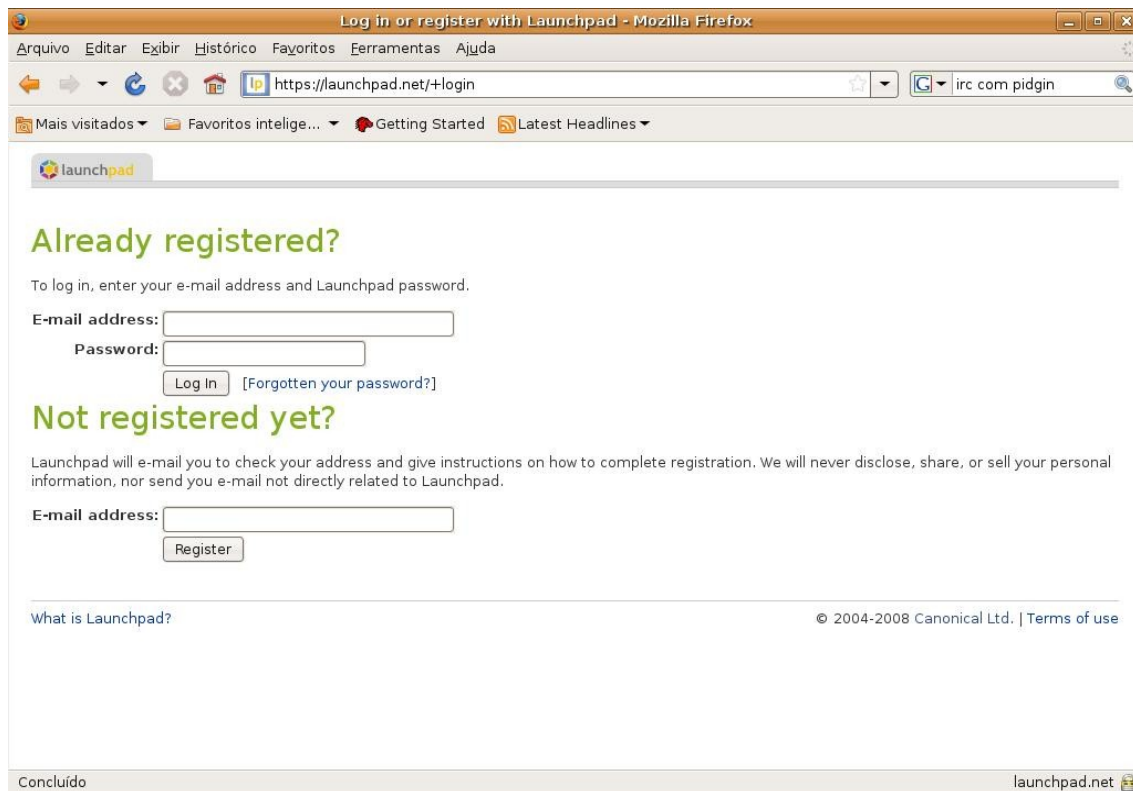 Log in or register with Launchpad - Mozilla Firefox
Arquivo Editar Exibir Histórico Favoritos Ferramentas Ajuda
lp https://launchpad.net/+login G irc com pidgin
Mais visitados Favoritos intelige... Getting Started Latest Headlines
launchpad
Already registered?
To log in, enter your e-mail address and Launchpad password.
E-mail address:
Password:
Log In [Forgotten your password?]
Not registered yet?
Launchpad will e-mail you to check your address and give instructions on how to complete registration. We will never disclose, share, or sell your personal
information, nor send you e-mail not directly related to Launchpad.
E-mail address:
Register
What is Launchpad? © 2004-2008 Canonical Ltd. | Terms of use
Concluído launchpad.net